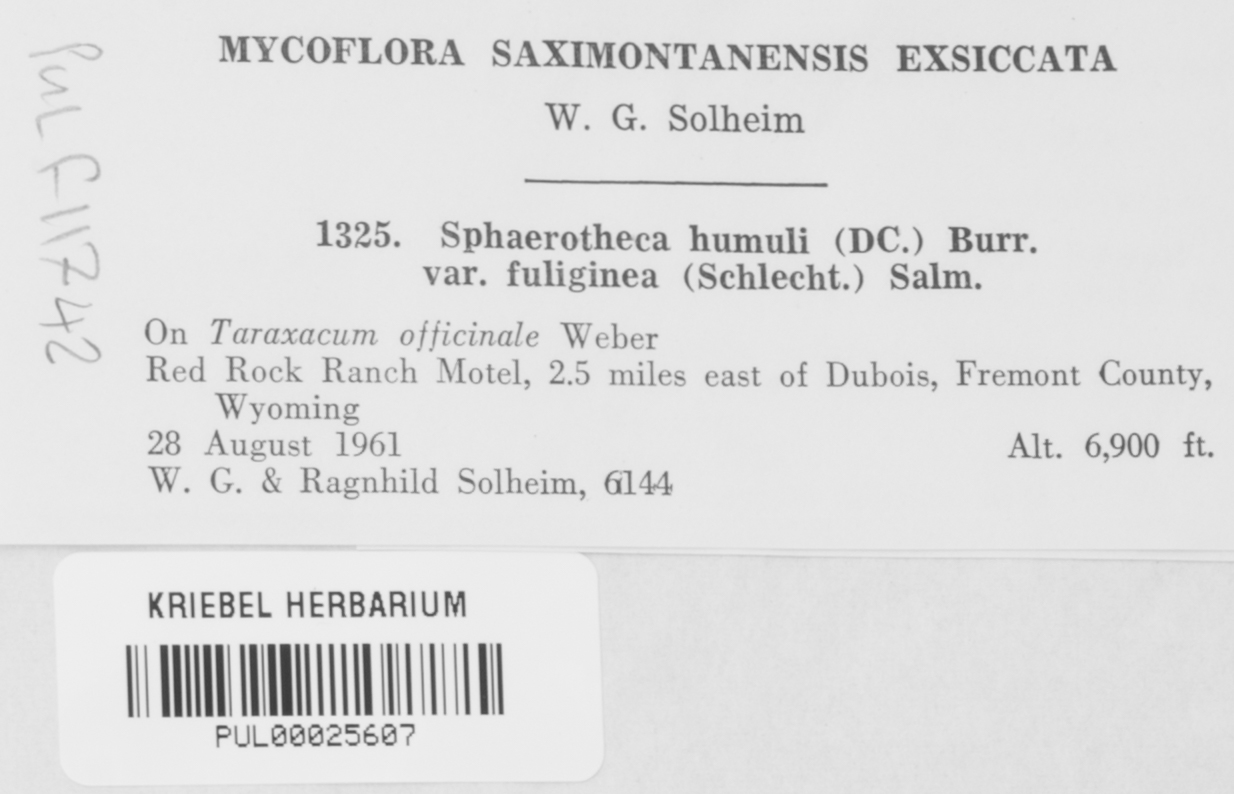 MYCOFLORA SAXIMONTANENSIS EXSICCATA
W. G. Solheim
1325. Sphaerotheca humuli (DC.) Burr.
var. fuliginea (Schlecht.) Salm.
On Taraxacum officinale Weber
Red Rock Ranch Motel, 2.5 miles east of Dubois, Fremont County,
Wyoming
28 August 1961 Alt. 6,900 ft.
W. G. & Ragnhild Solheim, 6144
PUL F11742
KRIEBEL HERBARIUM
PUL00025607